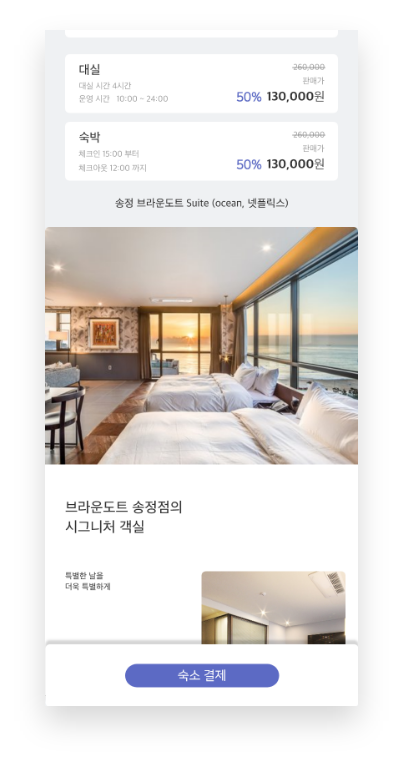 대실
260,000
대실 시간 4시간
판매가
운영 시간 10:00 ~ 24:00
50% 130,000원
숙박
260,000
체크인 15:00 부터
판매가
체크아웃 12:00 까지
50% 130,000원
송정 브라운도트 Suite (ocean, 넷플릭스)
브라운도트 송정점의
시그니처 객실
특별한 날을
더욱 특별하게
숙소 결제